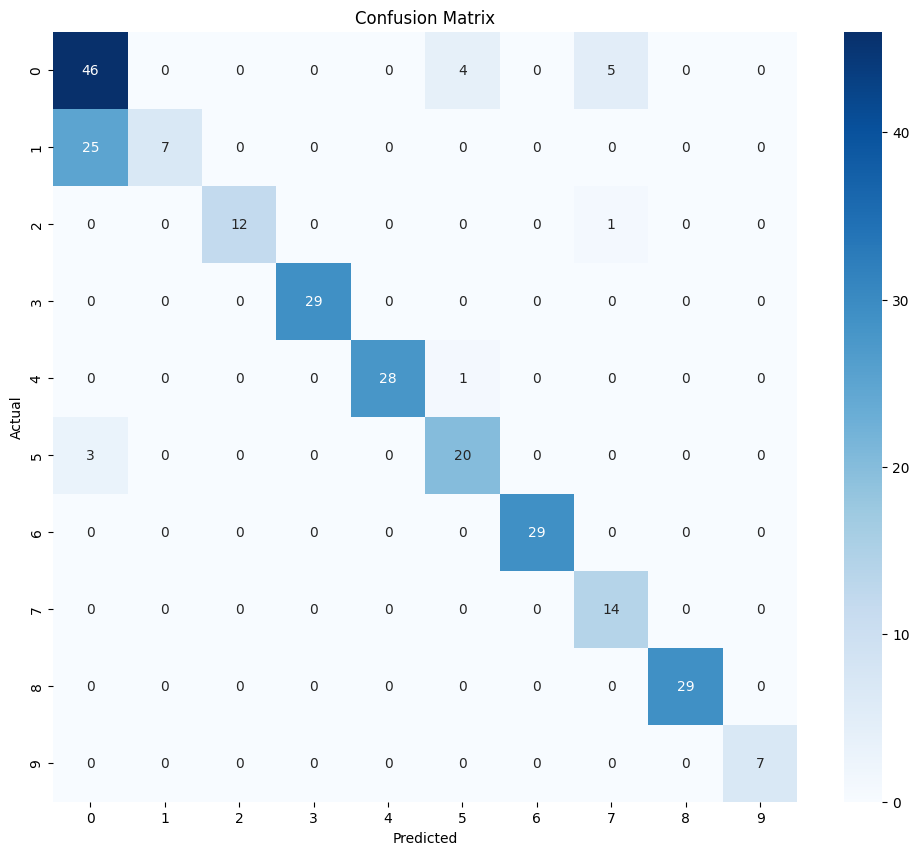 Confusion Matrix
0 46 0 0 0 0 4 0 5 0 0
1 25 7 0 0 0 0 0 0 0 0
2 0 0 12 0 0 0 0 1 0 0
3 0 0 0 29 0 0 0 0 0 0
4 0 0 0 0 28 1 0 0 0 0
5 3 0 0 0 0 20 0 0 0 0
6 0 0 0 0 0 0 29 0 0 0
7 0 0 0 0 0 0 0 14 0 0
8 0 0 0 0 0 0 0 0 29 0
9 0 0 0 0 0 0 0 0 0 7
0 1 2 3 4 5 6 7 8 9
Predicted
Actual
40
30
20
10
0